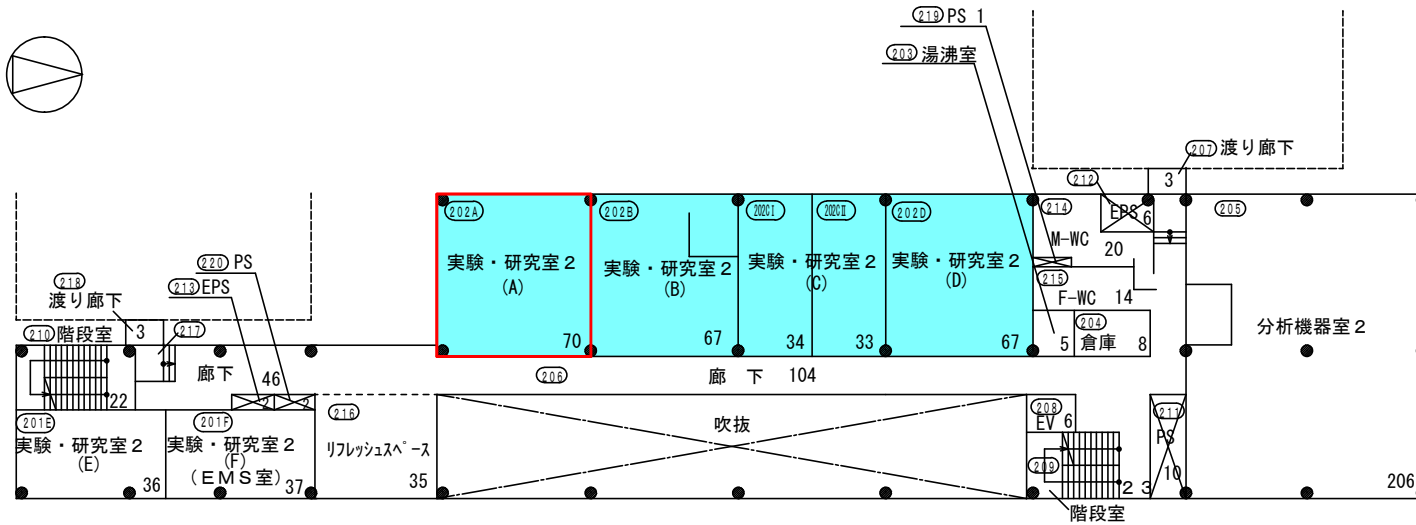 219 PS 1
203 湯沸室
207 渡り廊下
3
212
EPS 6
202A
実験・研究室２
(A)
70
202B
実験・研究室２
(B)
67
202CⅠ
202CⅡ
実験・研究室２
(C)
34
33
202D
実験・研究室２
(D)
67
214
M-WC
20
215
F-WC 14
5
204
倉庫 8
205
分析機器室２
206
220 PS
213 EPS
218
渡り廊下
3
217
210 階段室
22
廊下
46
2
2
206
廊 下 104
201E
実験・研究室２
(E)
36
201F
実験・研究室２
(F)
(ＥＭＳ室)
37
216
ﾘﾌﾚｯｼｭｽﾍﾟｰｽ
35
吹抜
208
EV 6
209
２３
階段室
211
PS
10